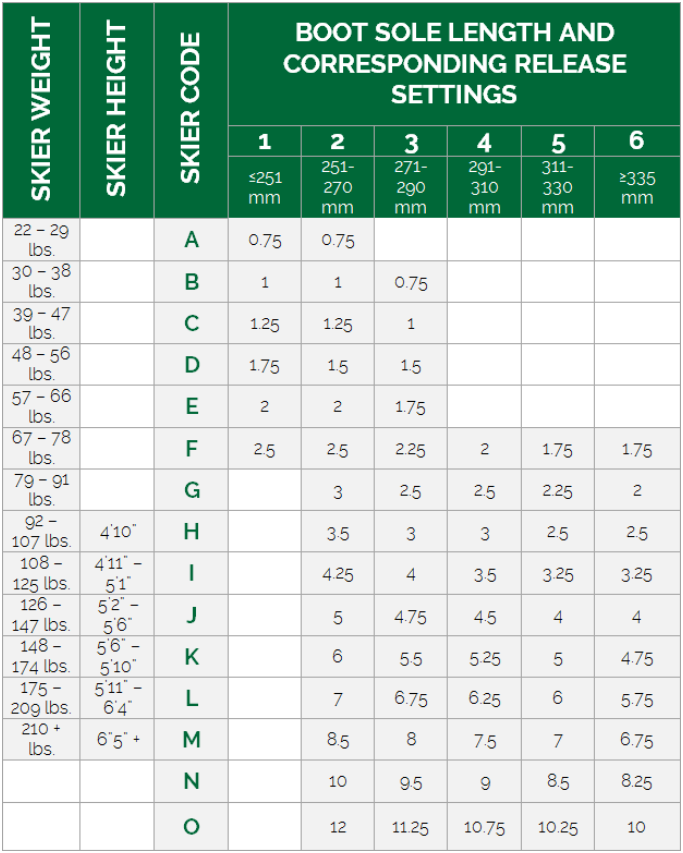 SKIER WEIGHT
SKIER HEIGHT
SKIER CODE
BOOT SOLE LENGTH AND
CORRESPONDING RELEASE
SETTINGS
1 2 3 4 5 6
≤251 mm 251-270 mm 271-290 mm 291-310 mm 311-330 mm ≥335 mm
22 – 29 lbs. A 0.75 0.75
30 – 38 lbs. B 1 1 0.75
39 – 47 lbs. C 1.25 1.25 1
48 – 56 lbs. D 1.75 1.5 1.5
57 – 66 lbs. E 2 2 1.75
67 – 78 lbs. F 2.5 2.5 2.25 2 1.75 1.75
79 – 91 lbs. G 3 2.5 2.5 2.25 2
92 – 107 lbs. 4'10" H 3.5 3 3 2.5 2.5
108 – 125 lbs. 4'11" – 5'1" I 4.25 4 3.5 3.25 3.25
126 – 147 lbs. 5'2" – 5'6" J 5 4.75 4.5 4 4
148 – 174 lbs. 5'6" – 5'10" K 6 5.5 5.25 5 4.75
175 – 209 lbs. 5'11" – 6'4" L 7 6.75 6.25 6 5.75
210 + lbs. 6"5" + M 8.5 8 7.5 7 6.75
N 10 9.5 9 8.5 8.25
O 12 11.25 10.75 10.25 10